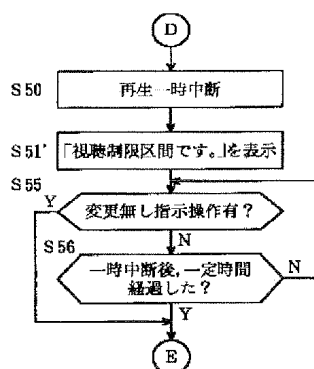 D
S50
再生一時中断
S51'
「視聴制限区間です。」を表示
S55
Y
変更無し指示操作有？
N
S56
一時中断後，一定時間
経過した？
N
Y
E